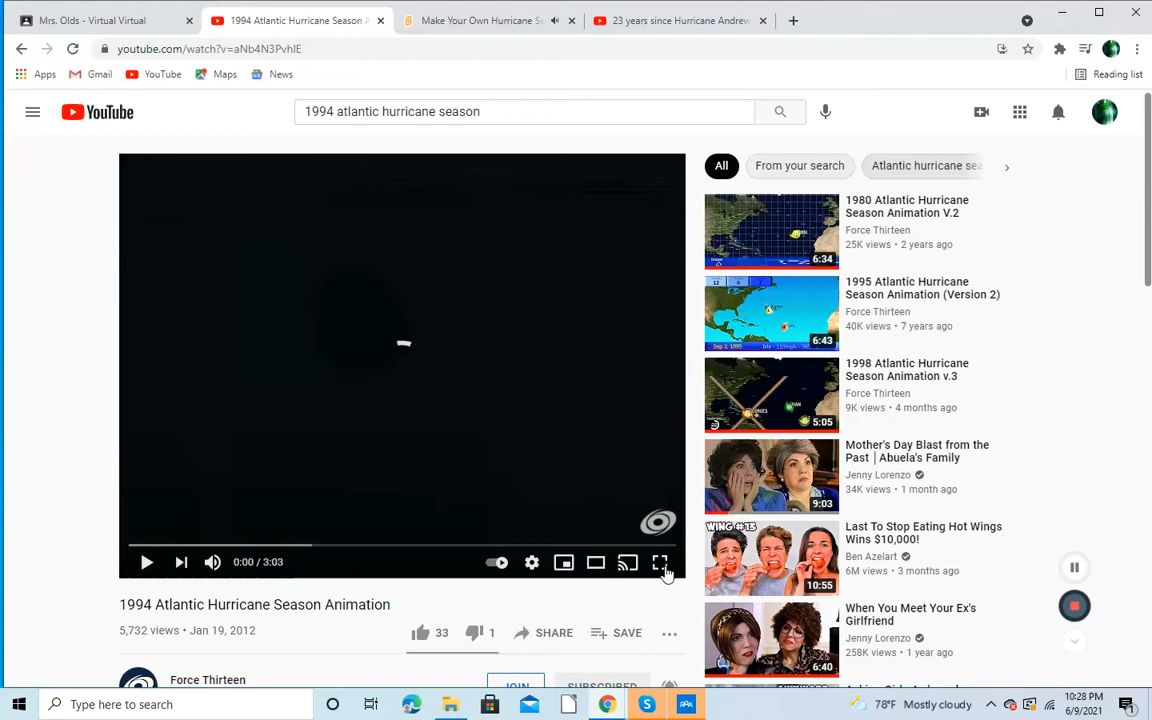 Mrs. Olds - Virtual Virtual
1994 Atlantic Hurricane Season A
Make Your Own Hurricane Se
23 years since Hurricane Andrew
youtube.com/watch?v=aNb4N3PvhIE
Apps
Gmail
YouTube
Maps
News
Reading list
YouTube
1994 atlantic hurricane season
All
From your search
Atlantic hurricane sea
1980 Atlantic Hurricane
Season Animation V.2
Force Thirteen
25K views • 2 years ago
6:34
1995 Atlantic Hurricane
Season Animation (Version 2)
Force Thirteen
40K views • 7 years ago
6:43
1998 Atlantic Hurricane
Season Animation v.3
Force Thirteen
9K views • 4 months ago
5:05
Mother's Day Blast from the
Past | Abuela's Family
Jenny Lorenzo
34K views • 1 month ago
9:03
WING #13
Last To Stop Eating Hot Wings
Wins $10,000!
Ben Azelart
6M views • 3 months ago
10:55
When You Meet Your Ex's
Girlfriend
Jenny Lorenzo
258K views • 1 year ago
6:40
0:00 / 3:03
1994 Atlantic Hurricane Season Animation
5,732 views • Jan 19, 2012
33
1
SHARE
SAVE
Force Thirteen
JOIN
SUBSCRIBED
Type here to search
78°F Mostly cloudy
10:28 PM
6/9/2021
1